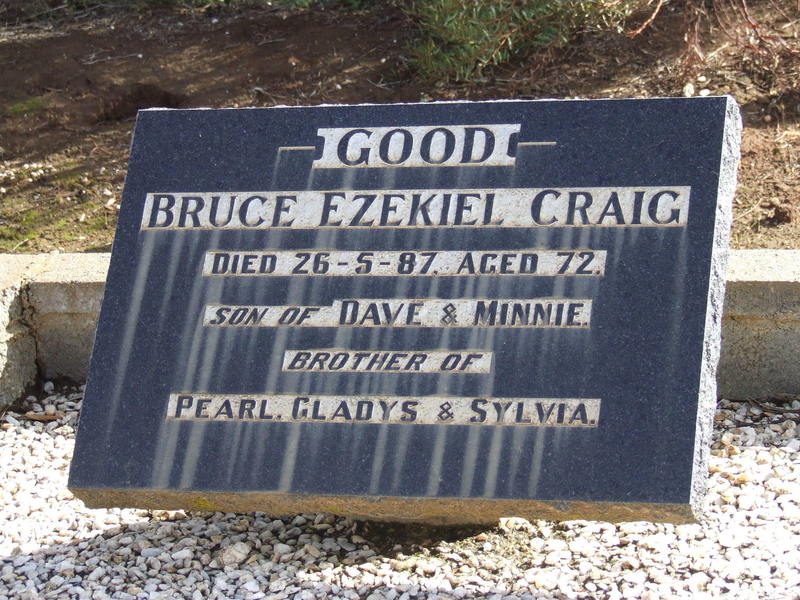 GOOD
BRUCE EZEKIEL CRAIG
DIED 26-5-87. AGED 72.
SON OF DAVE & MINNIE.
BROTHER OF
PEARL. GLADYS & SYLVIA.